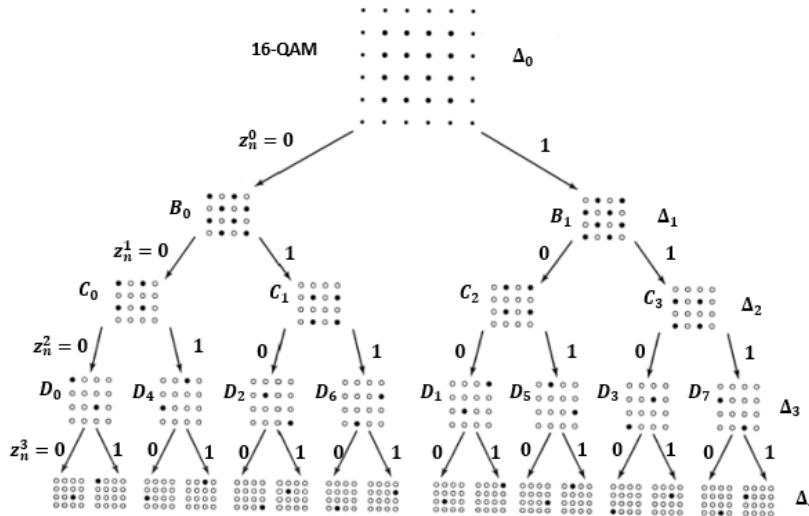 16-QAM Δ₀
z_n^0 = 0 1
B₀ B₁ Δ₁
z_n^1 = 0 1 0 1
C₀ C₁ C₂ C₃ Δ₂
z_n^2 = 0 1 0 1 0 1 0 1
D₀ D₄ D₂ D₆ D₁ D₅ D₃ D₇ Δ₃
z_n^3 = 0 1 0 1 0 1 0 1 0 1 0 1 0 1 0 1
Δ